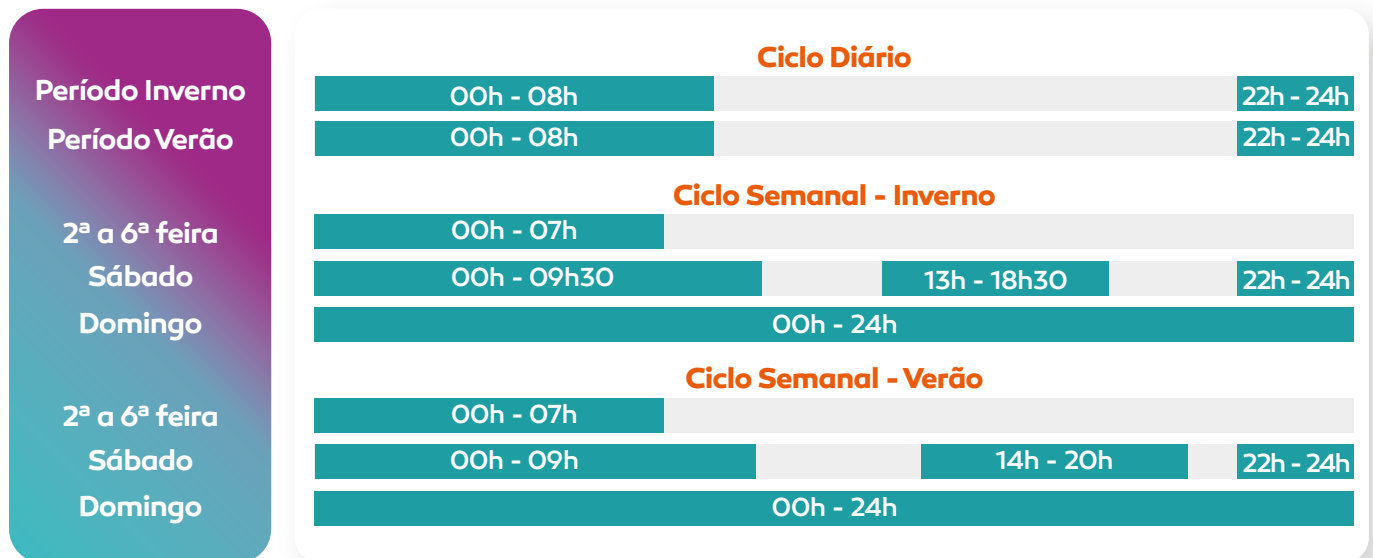 Ciclo Diário
Período Inverno 00h - 08h 22h - 24h
Período Verão 00h - 08h 22h - 24h
Ciclo Semanal - Inverno
2ª a 6ª feira 00h - 07h
Sábado 00h - 09h30 13h - 18h30 22h - 24h
Domingo 00h - 24h
Ciclo Semanal - Verão
2ª a 6ª feira 00h - 07h
Sábado 00h - 09h 14h - 20h 22h - 24h
Domingo 00h - 24h